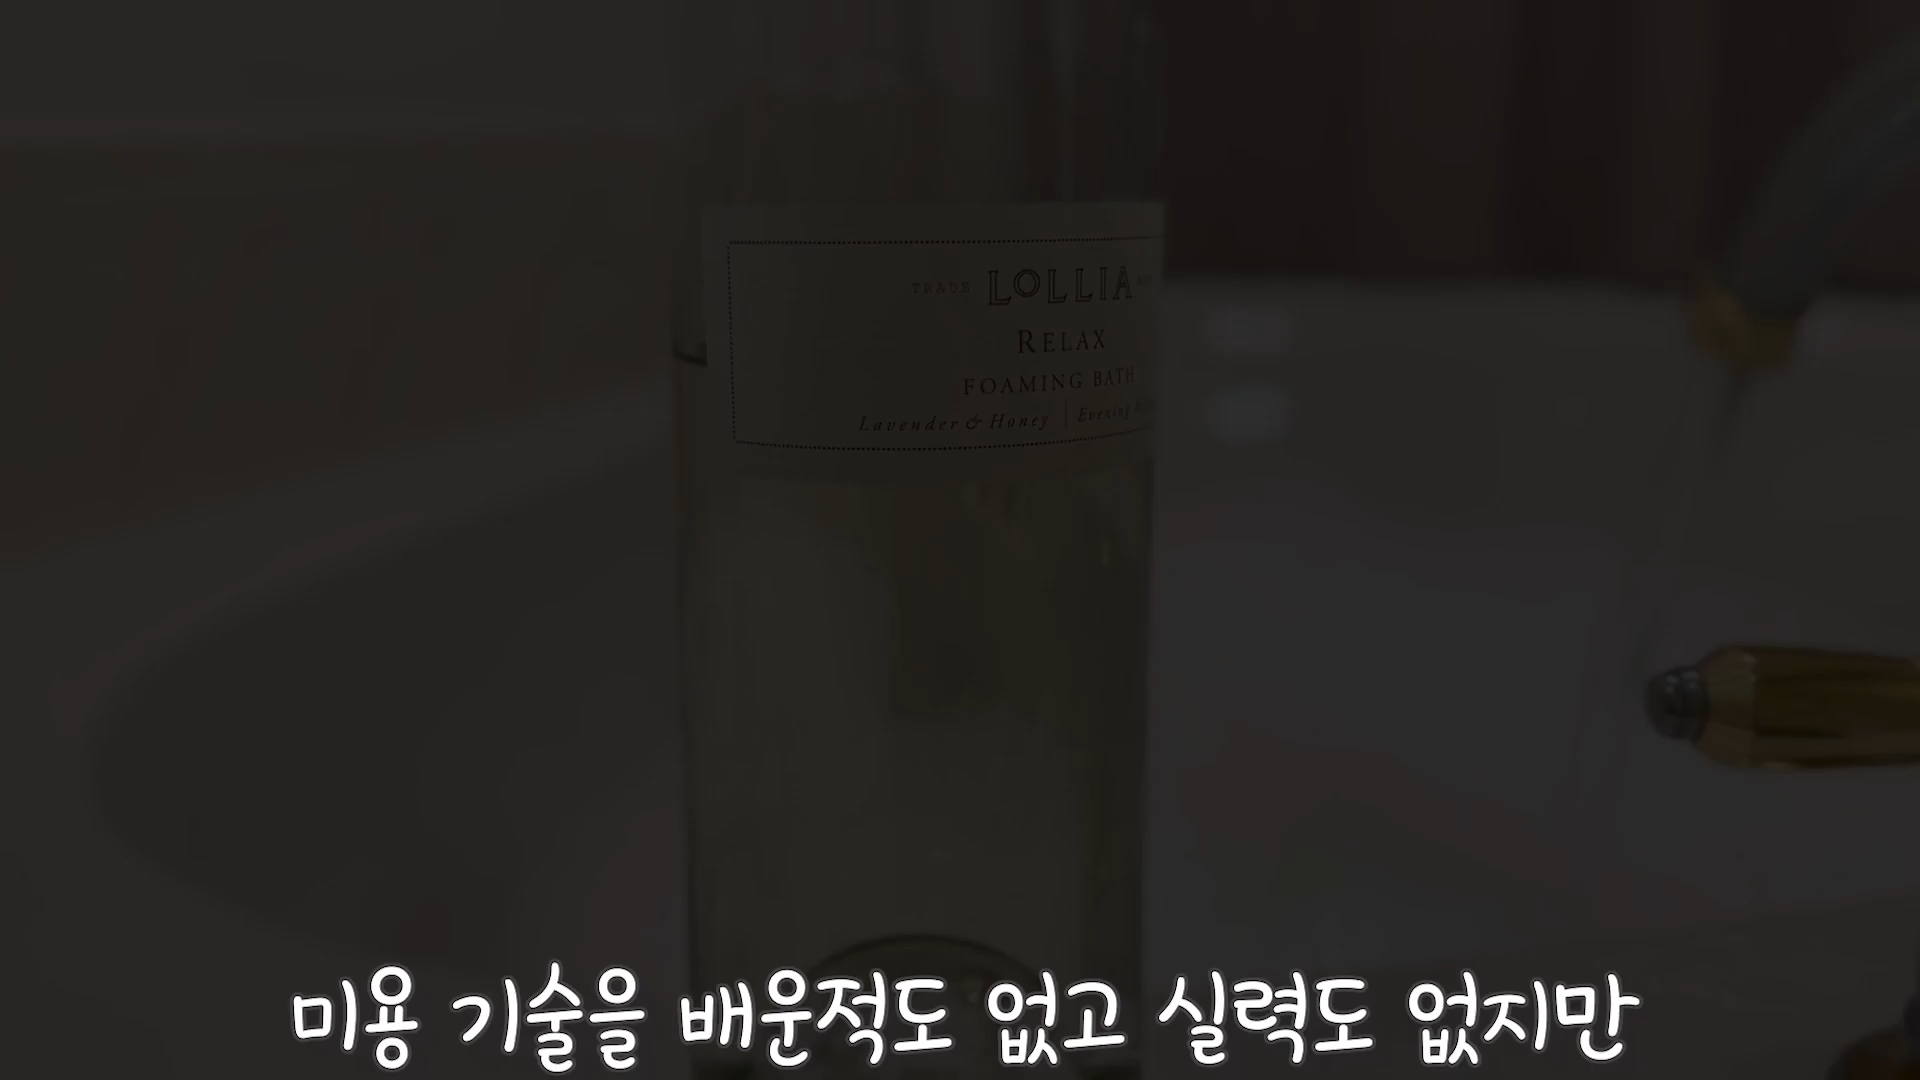 TRADE LOLLIA
RELAX
FOAMING BATH
Lavender & Honey | Evening
미용 기술을 배운적도 없고 실력도 없지만